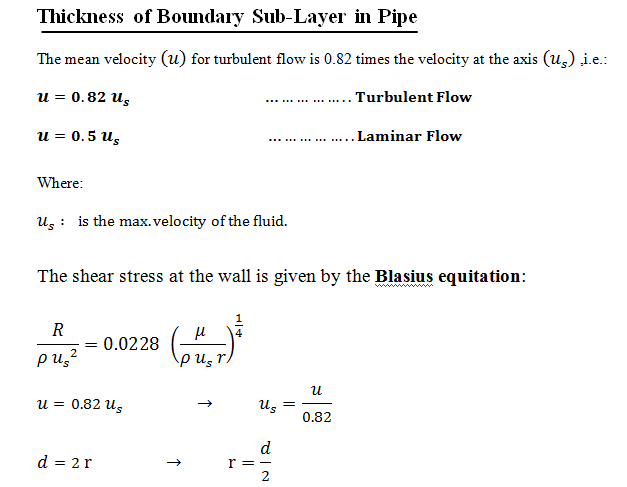 Thickness of Boundary Sub-Layer in Pipe
The mean velocity (u) for turbulent flow is 0.82 times the velocity at the axis (uₛ) ,i.e.:
u = 0.82 uₛ ... ... ... ... .... Turbulent Flow
u = 0.5 uₛ ... ... ... ... .... Laminar Flow
Where:
uₛ : is the max.velocity of the fluid.
The shear stress at the wall is given by the Blasius equitation:
R / (ρ uₛ²) = 0.0228 (μ / (ρ uₛ r))^(1/4)
u = 0.82 uₛ → uₛ = u / 0.82
d = 2 r → r = d / 2